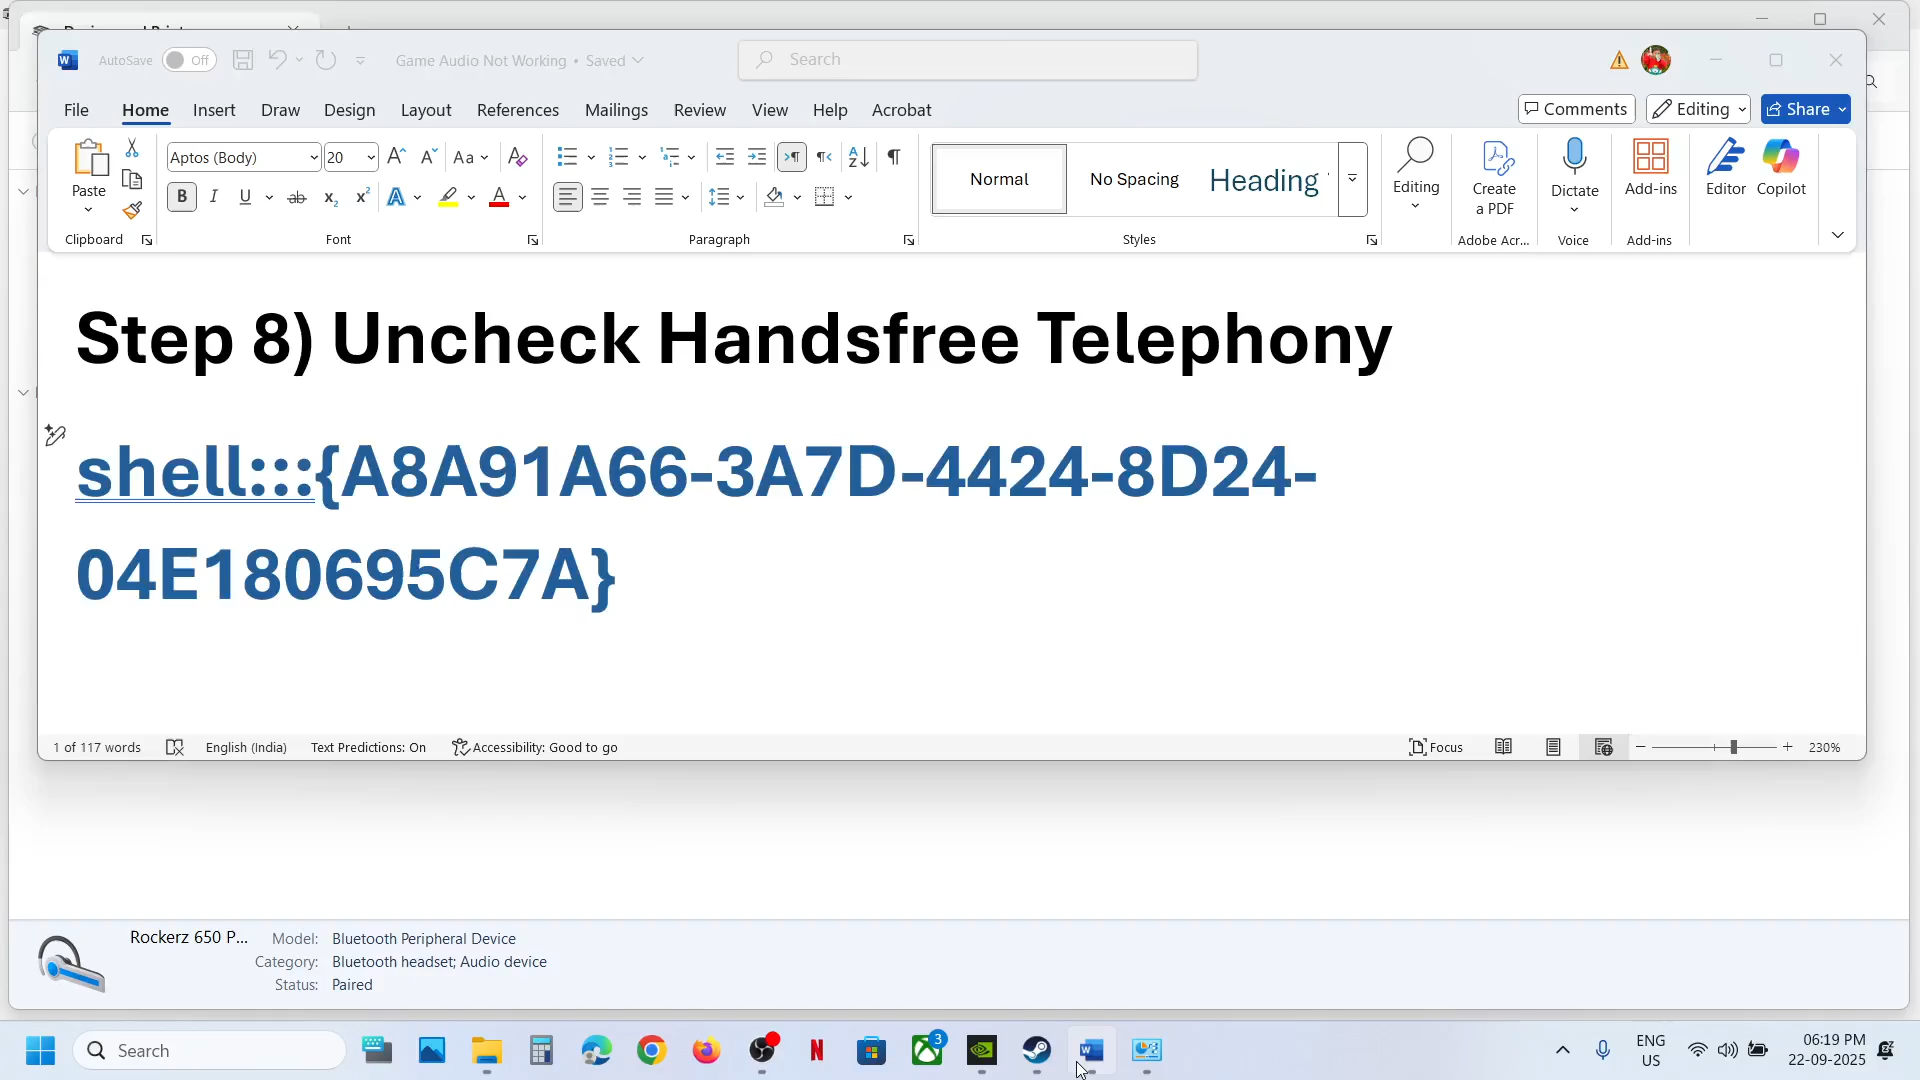 AutoSave Off Game Audio Not Working • Saved Search
File Home Insert Draw Design Layout References Mailings Review View Help Acrobat Comments Editing Share
Paste Aptos (Body) 20 Aa
B I U ab x₂ x² A A
Normal No Spacing Heading
Editing Create a PDF Dictate Add-ins Editor Copilot
Clipboard Font Paragraph Styles Adobe Acr... Voice Add-ins
Step 8) Uncheck Handsfree Telephony
shell:::{A8A91A66-3A7D-4424-8D24-
04E180695C7A}
1 of 117 words English (India) Text Predictions: On Accessibility: Good to go Focus 230%
Rockerz 650 P... Model: Bluetooth Peripheral Device
Category: Bluetooth headset; Audio device
Status: Paired
Search 3 ENG US 06:19 PM
22-09-2025